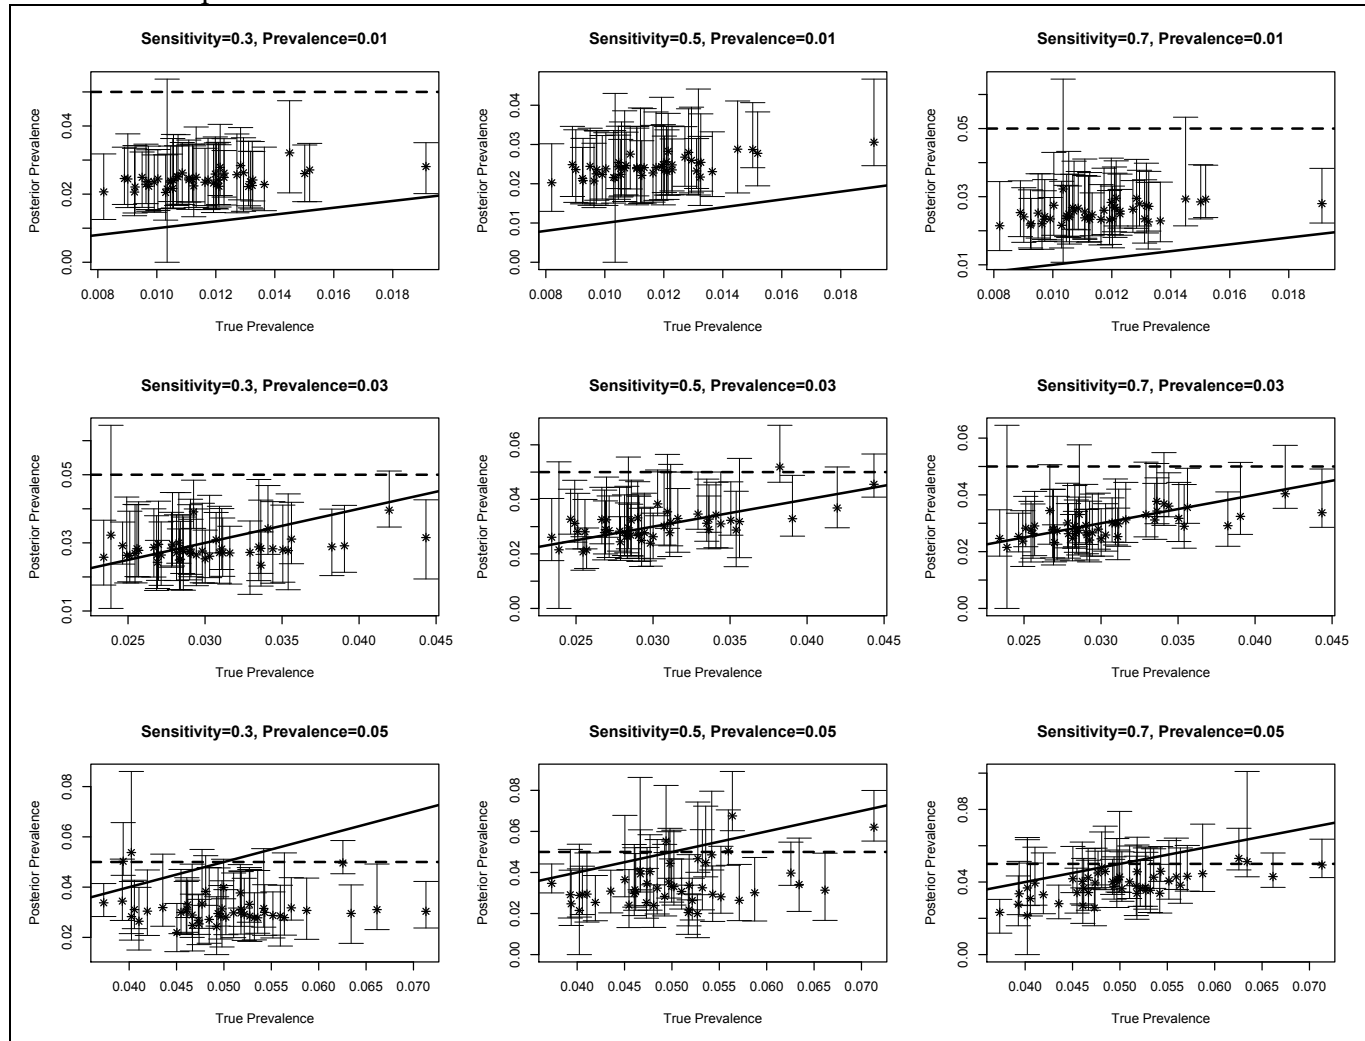 Sensitivity=0.3, Prevalence=0.01
Posterior Prevalence
0.04
0.02
0.00
0.008 0.010 0.012 0.014 0.016 0.018
True Prevalence
Sensitivity=0.5, Prevalence=0.01
Posterior Prevalence
0.04
0.03
0.02
0.01
0.00
0.008 0.010 0.012 0.014 0.016 0.018
True Prevalence
Sensitivity=0.7, Prevalence=0.01
Posterior Prevalence
0.05
0.03
0.01
0.008 0.010 0.012 0.014 0.016 0.018
True Prevalence
Sensitivity=0.3, Prevalence=0.03
Posterior Prevalence
0.05
0.03
0.01
0.025 0.030 0.035 0.040 0.045
True Prevalence
Sensitivity=0.5, Prevalence=0.03
Posterior Prevalence
0.06
0.04
0.02
0.00
0.025 0.030 0.035 0.040 0.045
True Prevalence
Sensitivity=0.7, Prevalence=0.03
Posterior Prevalence
0.06
0.04
0.02
0.00
0.025 0.030 0.035 0.040 0.045
True Prevalence
Sensitivity=0.3, Prevalence=0.05
Posterior Prevalence
0.08
0.06
0.04
0.02
0.040 0.045 0.050 0.055 0.060 0.065 0.070
True Prevalence
Sensitivity=0.5, Prevalence=0.05
Posterior Prevalence
0.08
0.06
0.04
0.02
0.00
0.040 0.045 0.050 0.055 0.060 0.065 0.070
True Prevalence
Sensitivity=0.7, Prevalence=0.05
Posterior Prevalence
0.08
0.04
0.00
0.040 0.045 0.050 0.055 0.060 0.065 0.070
True Prevalence